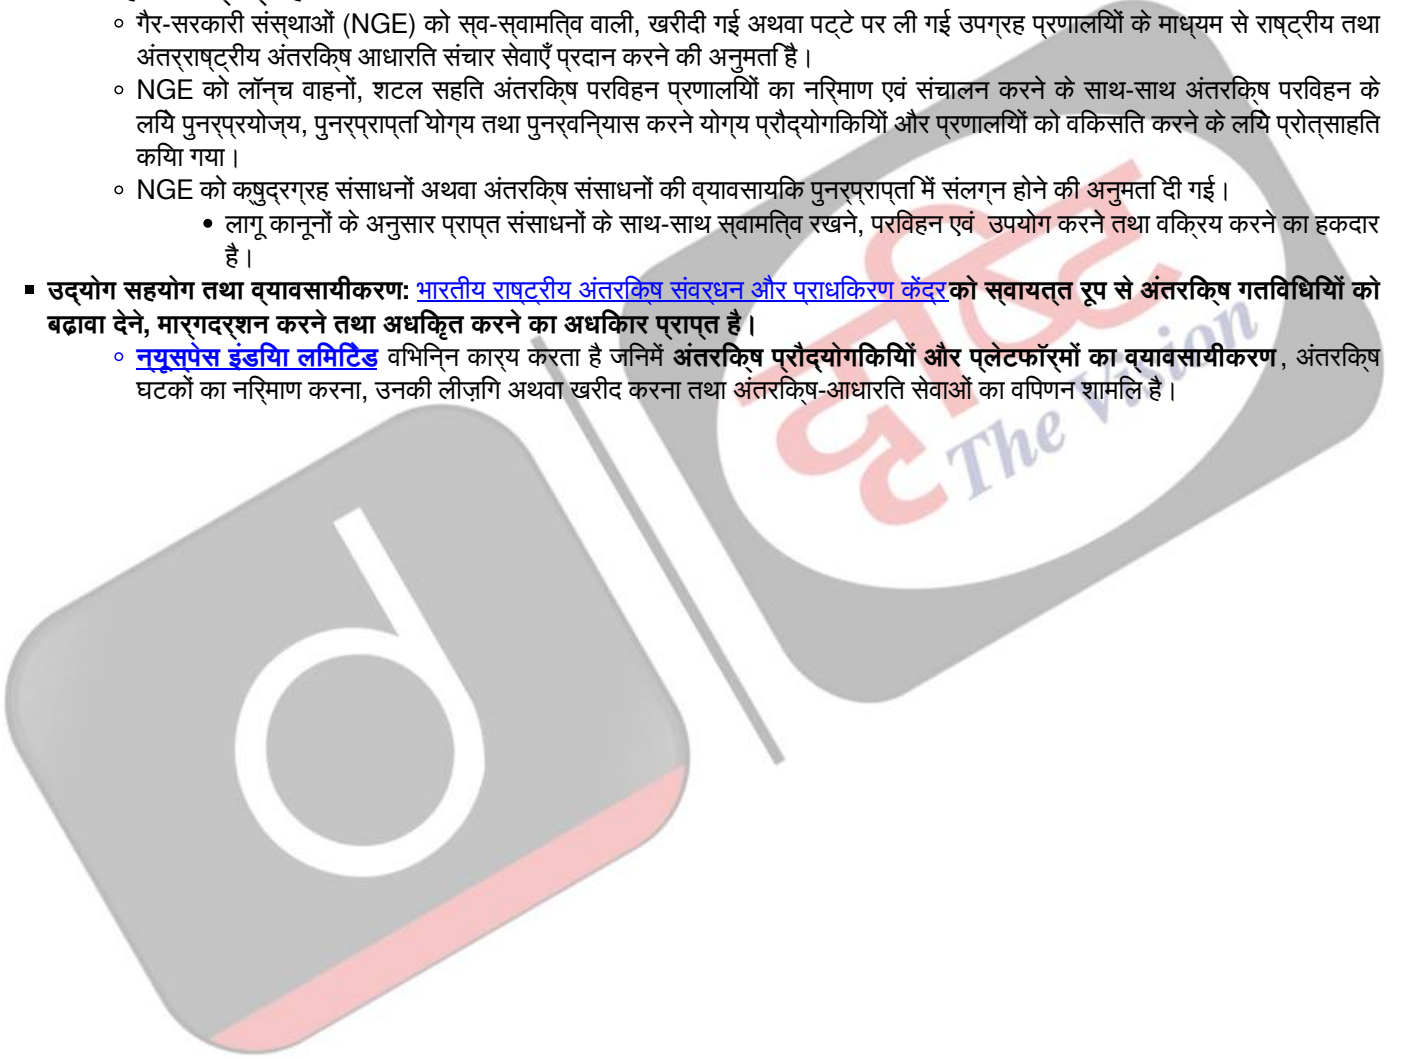 गैर-सरकारी संस्थाओं (NGE) को स्व-स्वामित्व वाली, खरीदी गई अथवा पट्टे पर ली गई उपग्रह प्रणालियों के माध्यम से राष्ट्रीय तथा
अंतर्राष्ट्रीय अंतरिक्ष आधारित संचार सेवाएँ प्रदान करने की अनुमति है।
NGE को लॉन्च वाहनों, शटल सहित अंतरिक्ष परिवहन प्रणालियों का निर्माण एवं संचालन करने के साथ-साथ अंतरिक्ष परिवहन के
लिये पुनर्प्रयोज्य, पुनर्प्राप्ति योग्य तथा पुनर्विन्यास करने योग्य प्रौद्योगिकियों और प्रणालियों को विकसित करने के लिये प्रोत्साहित
किया गया।
NGE को क्षुद्रग्रह संसाधनों अथवा अंतरिक्ष संसाधनों की व्यावसायिक पुनर्प्राप्ति में संलग्न होने की अनुमति दी गई।
लागू कानूनों के अनुसार प्राप्त संसाधनों के साथ-साथ स्वामित्व रखने, परिवहन एवं उपयोग करने तथा विक्रय करने का हकदार
है।
उद्योग सहयोग तथा व्यावसायीकरण: भारतीय राष्ट्रीय अंतरिक्ष संवर्धन और प्राधिकरण केंद्र को स्वायत्त रूप से अंतरिक्ष गतिविधियों को
बढ़ावा देने, मार्गदर्शन करने तथा अधिकृत करने का अधिकार प्राप्त है।
न्यूस्पेस इंडिया लिमिटेड विभिन्न कार्य करता है जिनमें अंतरिक्ष प्रौद्योगिकियों और प्लेटफॉर्मों का व्यावसायीकरण, अंतरिक्ष
घटकों का निर्माण करना, उनकी लीज़िग अथवा खरीद करना तथा अंतरिक्ष-आधारित सेवाओं का विपणन शामिल है।
दृष्टि
The Vision